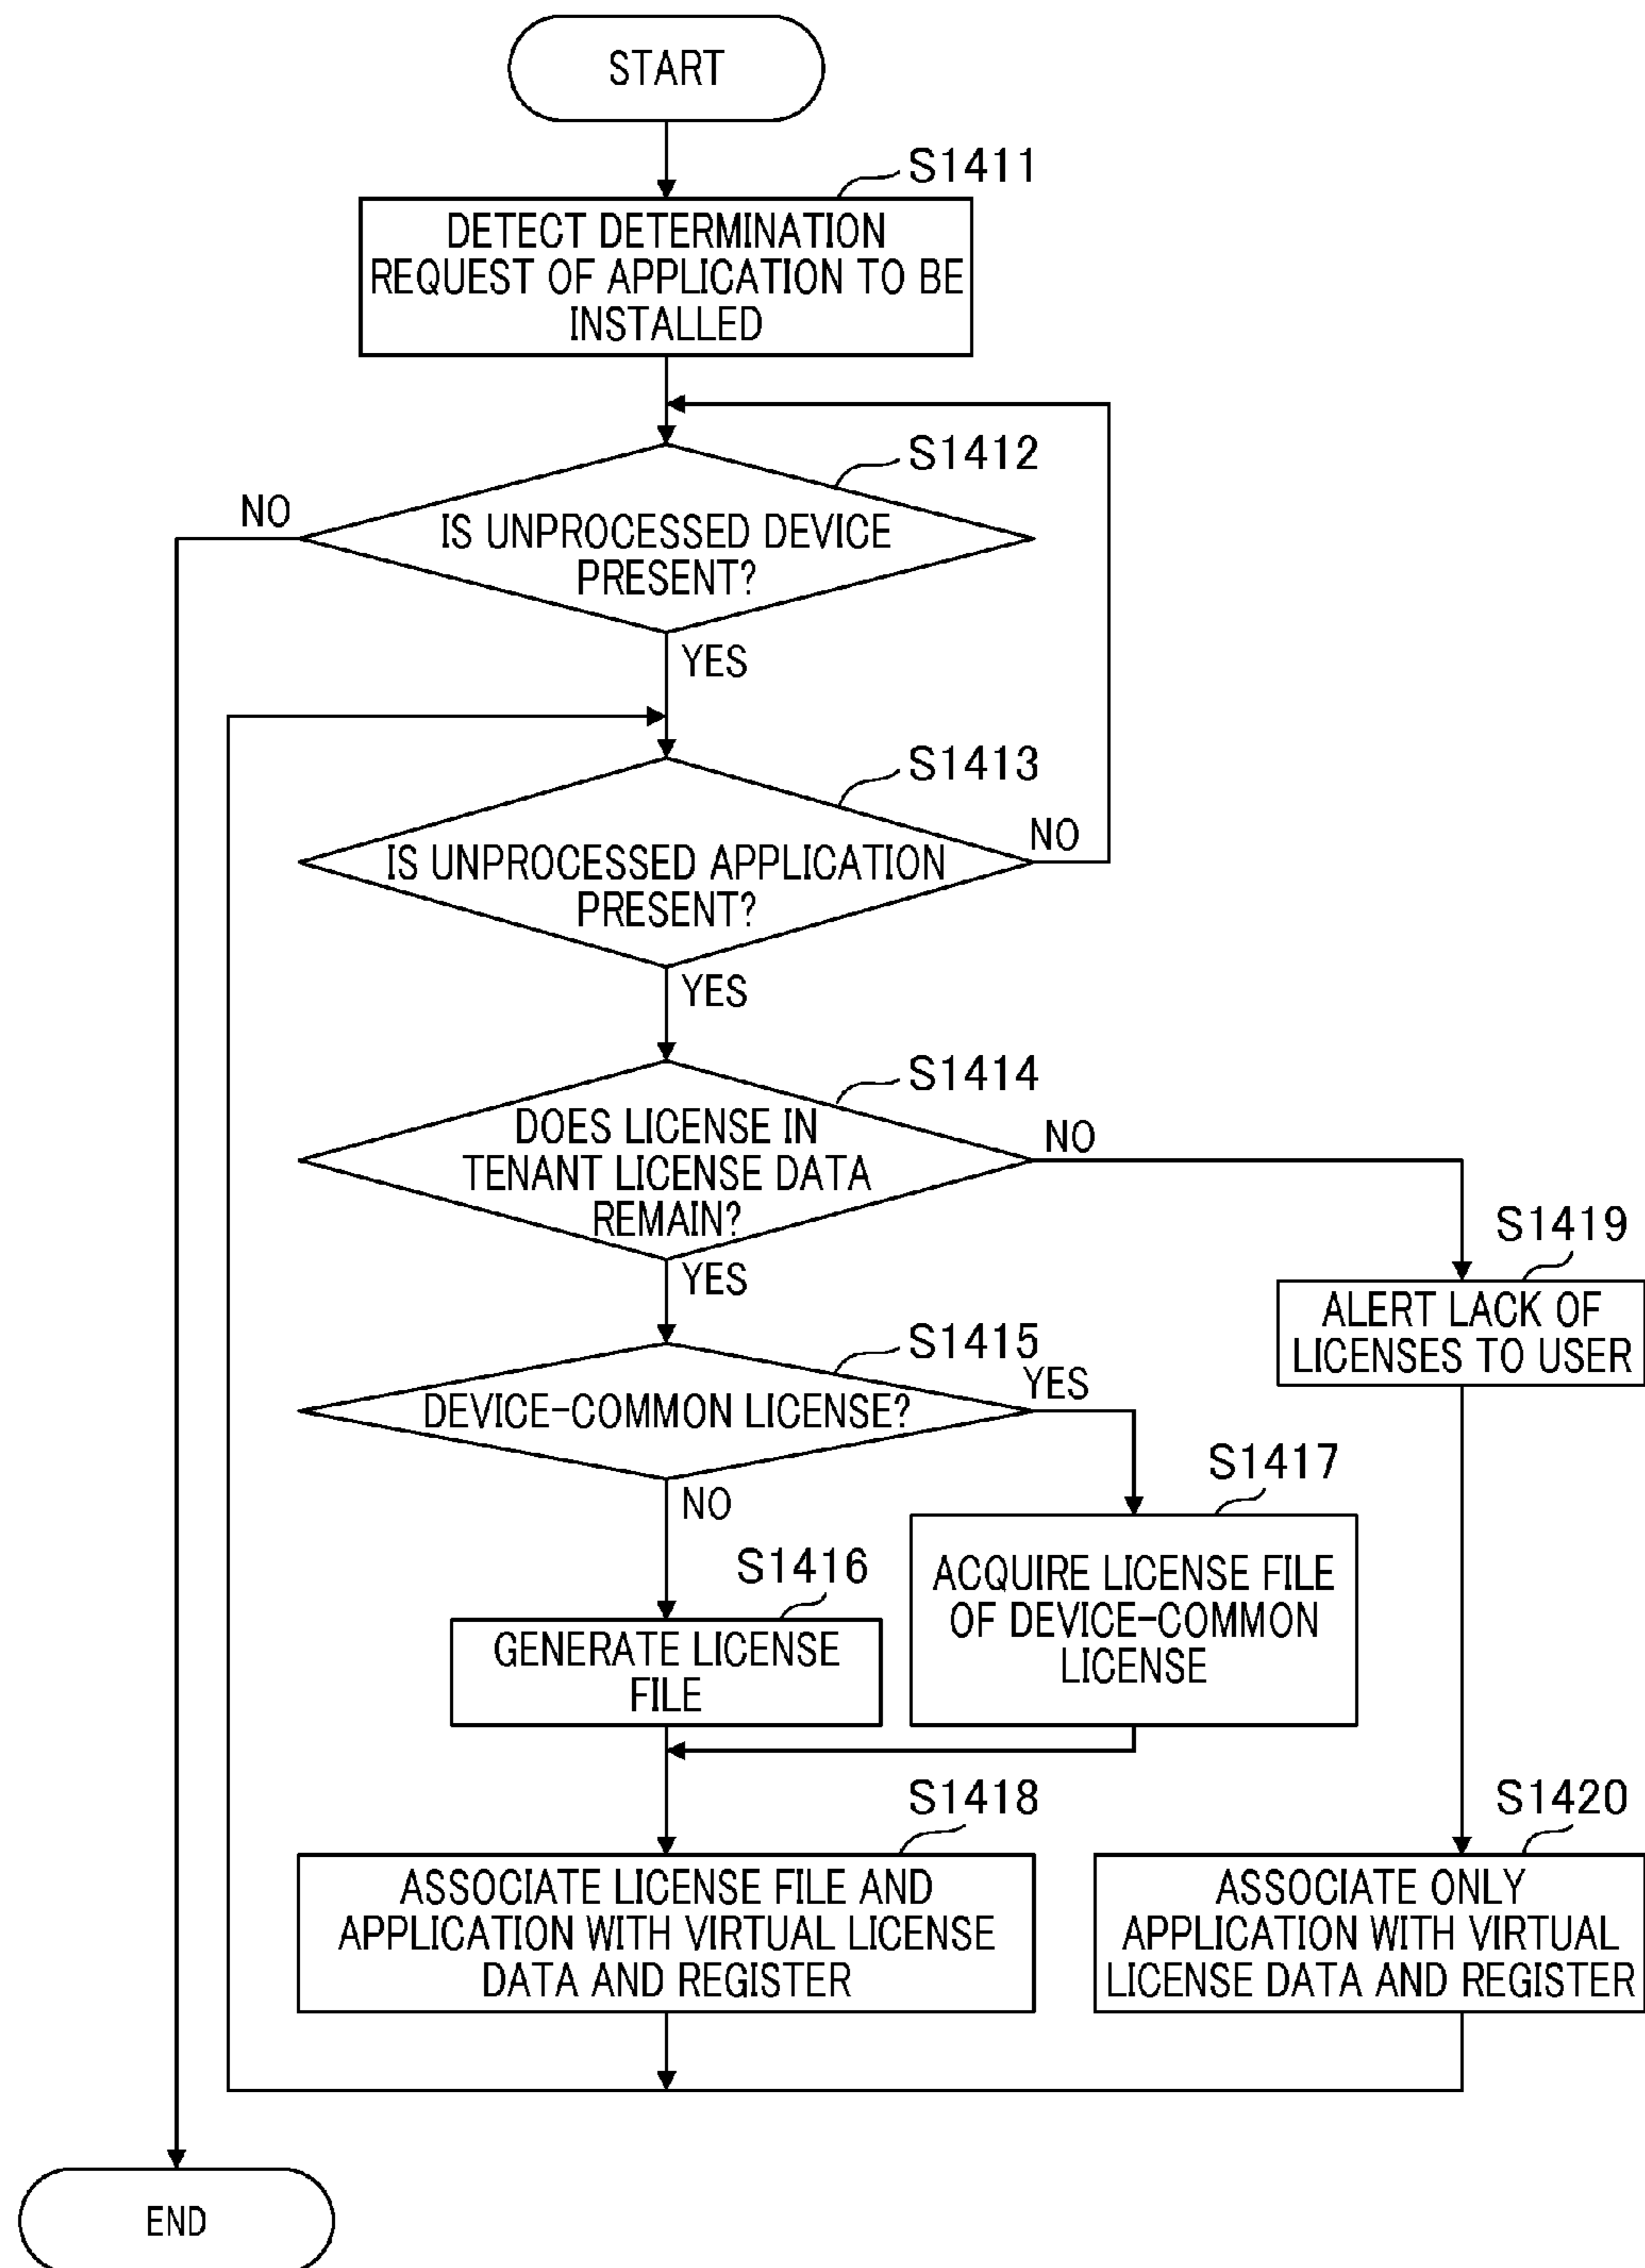 START
S1411
DETECT DETERMINATION
REQUEST OF APPLICATION TO BE
INSTALLED
S1412
NO
IS UNPROCESSED DEVICE
PRESENT?
YES
S1413
NO
IS UNPROCESSED APPLICATION
PRESENT?
YES
S1414
NO
DOES LICENSE IN
TENANT LICENSE DATA
REMAIN?
YES
S1419
ALERT LACK OF
LICENSES TO USER
S1415
YES
DEVICE-COMMON LICENSE?
NO
S1417
ACQUIRE LICENSE FILE
OF DEVICE-COMMON
LICENSE
S1416
GENERATE LICENSE
FILE
S1418
ASSOCIATE LICENSE FILE AND
APPLICATION WITH VIRTUAL LICENSE
DATA AND REGISTER
S1420
ASSOCIATE ONLY
APPLICATION WITH VIRTUAL
LICENSE DATA AND REGISTER
END